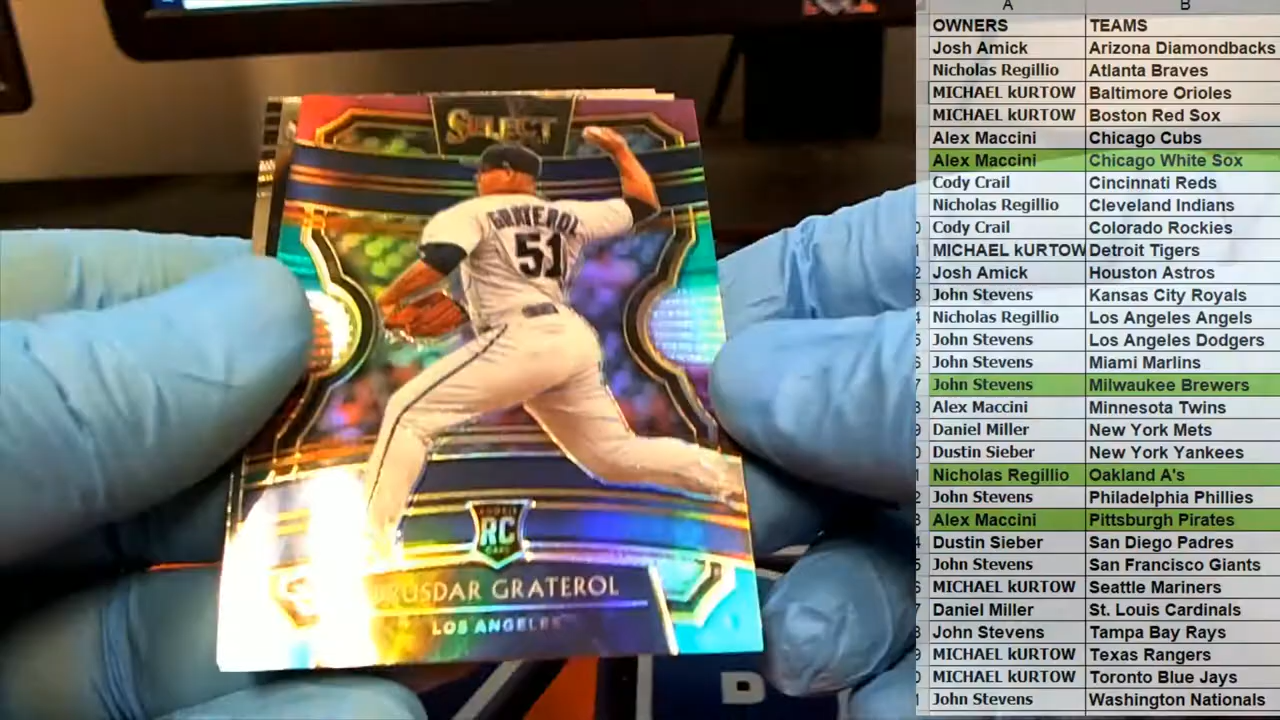 SELECT
GRATEROL
51
ROOKIE
RC
CARD
BRUSDAR GRATEROL
LOS ANGELES
D
A B
OWNERS TEAMS
Josh Amick Arizona Diamondbacks
Nicholas Regillio Atlanta Braves
MICHAEL kURTOW Baltimore Orioles
MICHAEL kURTOW Boston Red Sox
Alex Maccini Chicago Cubs
Alex Maccini Chicago White Sox
Cody Crail Cincinnati Reds
Nicholas Regillio Cleveland Indians
Cody Crail Colorado Rockies
MICHAEL kURTOW Detroit Tigers
Josh Amick Houston Astros
John Stevens Kansas City Royals
Nicholas Regillio Los Angeles Angels
John Stevens Los Angeles Dodgers
John Stevens Miami Marlins
John Stevens Milwaukee Brewers
Alex Maccini Minnesota Twins
Daniel Miller New York Mets
Dustin Sieber New York Yankees
Nicholas Regillio Oakland A's
John Stevens Philadelphia Phillies
Alex Maccini Pittsburgh Pirates
Dustin Sieber San Diego Padres
John Stevens San Francisco Giants
MICHAEL kURTOW Seattle Mariners
Daniel Miller St. Louis Cardinals
John Stevens Tampa Bay Rays
MICHAEL kURTOW Texas Rangers
MICHAEL kURTOW Toronto Blue Jays
John Stevens Washington Nationals